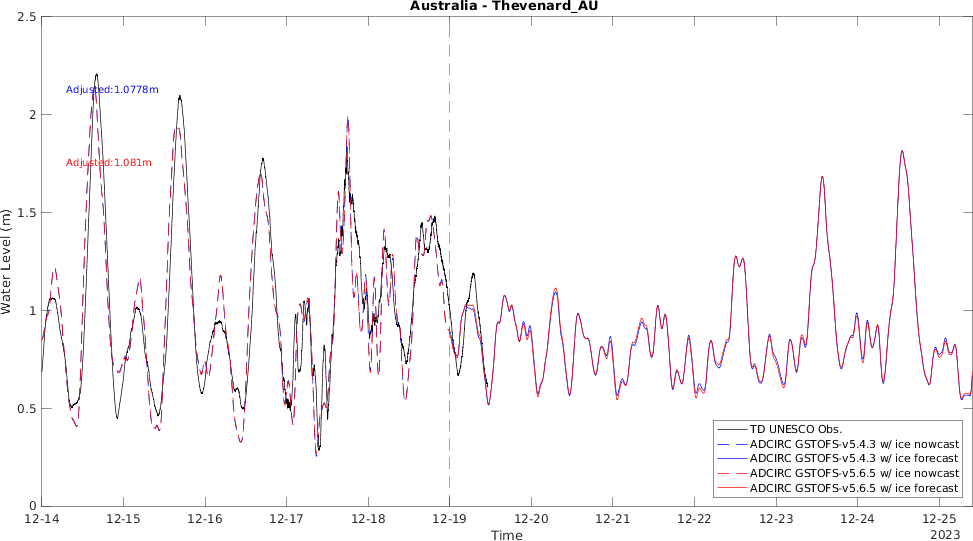 Australia - Thevenard_AU
2.5
Adjusted:1.0778m
2
Adjusted:1.081m
1.5
Water Level (m)
1
0.5
TD UNESCO Obs.
ADCIRC GSTOFS-v5.4.3 w/ ice nowcast
ADCIRC GSTOFS-v5.4.3 w/ ice forecast
ADCIRC GSTOFS-v5.6.5 w/ ice nowcast
ADCIRC GSTOFS-v5.6.5 w/ ice forecast
0
12-14 12-15 12-16 12-17 12-18 12-19 12-20 12-21 12-22 12-23 12-24 12-25
Time
2023